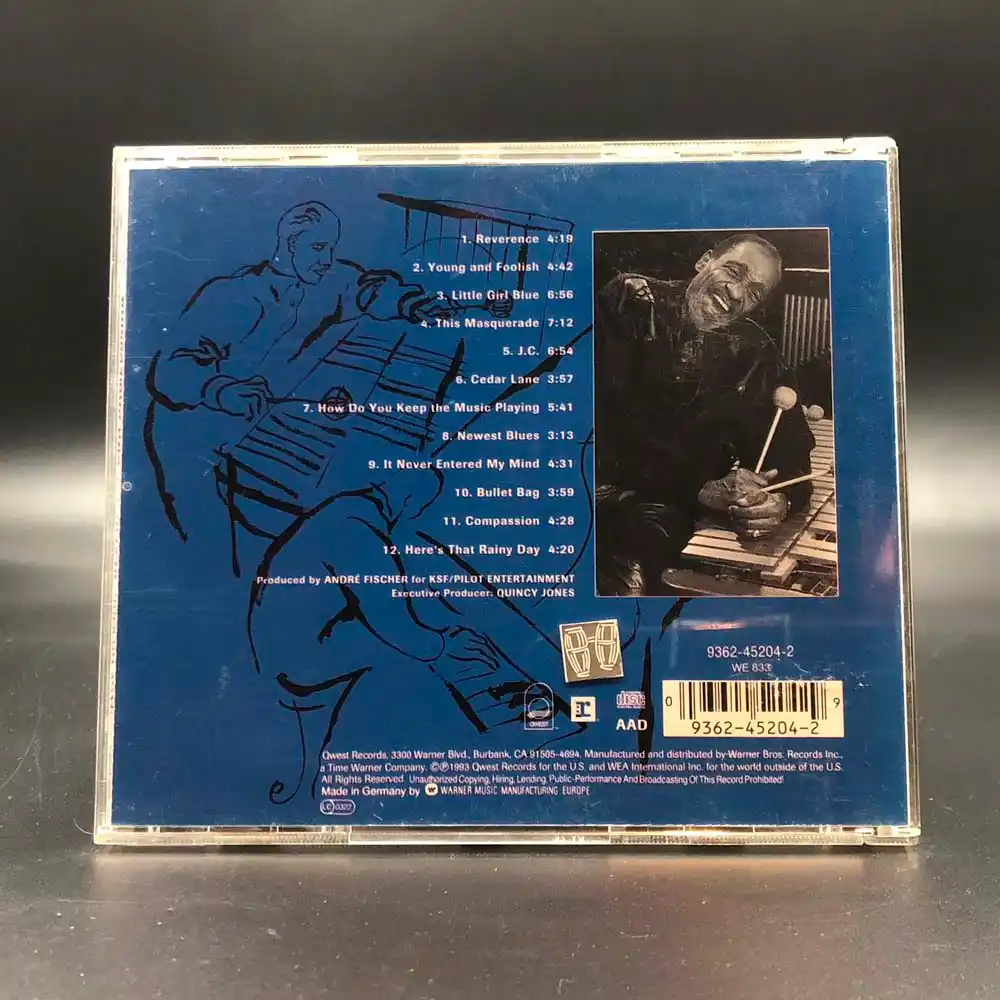 1. Reverence 4:19
2. Young and Foolish 4:42
3. Little Girl Blue 6:56
4. This Masquerade 7:12
5. J.C. 6:54
6. Cedar Lane 3:57
7. How Do You Keep the Music Playing 5:41
8. Newest Blues 3:13
9. It Never Entered My Mind 4:31
10. Bullet Bag 3:59
11. Compassion 4:28
12. Here's That Rainy Day 4:20
Produced by ANDRÉ FISCHER for KSF/PILOT ENTERTAINMENT
Executive Producer: QUINCY JONES
9362-45204-2
WE 833
QWEST
r
COMPACT
disc
DIGITAL AUDIO
AAD
0 9
9362-45204-2
Qwest Records, 3300 Warner Blvd., Burbank, CA 91505-4694. Manufactured and distributed by Warner Bros. Records Inc.,
a Time Warner Company. ©℗1993 Qwest Records for the U.S. and WEA International Inc. for the world outside of the U.S.
All Rights Reserved. Unauthorized Copying, Hiring, Lending, Public-Performance And Broadcasting Of This Record Prohibited!
Made in Germany by WARNER MUSIC MANUFACTURING EUROPE
LC 0322